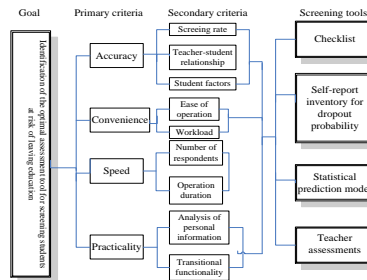 Goal
Primary criteria
Secondary criteria
Screening tools
Identification of the optimal assessment tool for screening students
at risk of leaving education
Accuracy
Convenience
Speed
Practicality
Screeing rate
Teacher-student
relationship
Student factors
Ease of
operation
Workload
Number of
respondents
Operation
duration
Analysis of
personal
information
Transitional
functionality
Checklist
Self-report
inventory for
dropout
probability
Statistical
prediction mode
Teacher
assessments